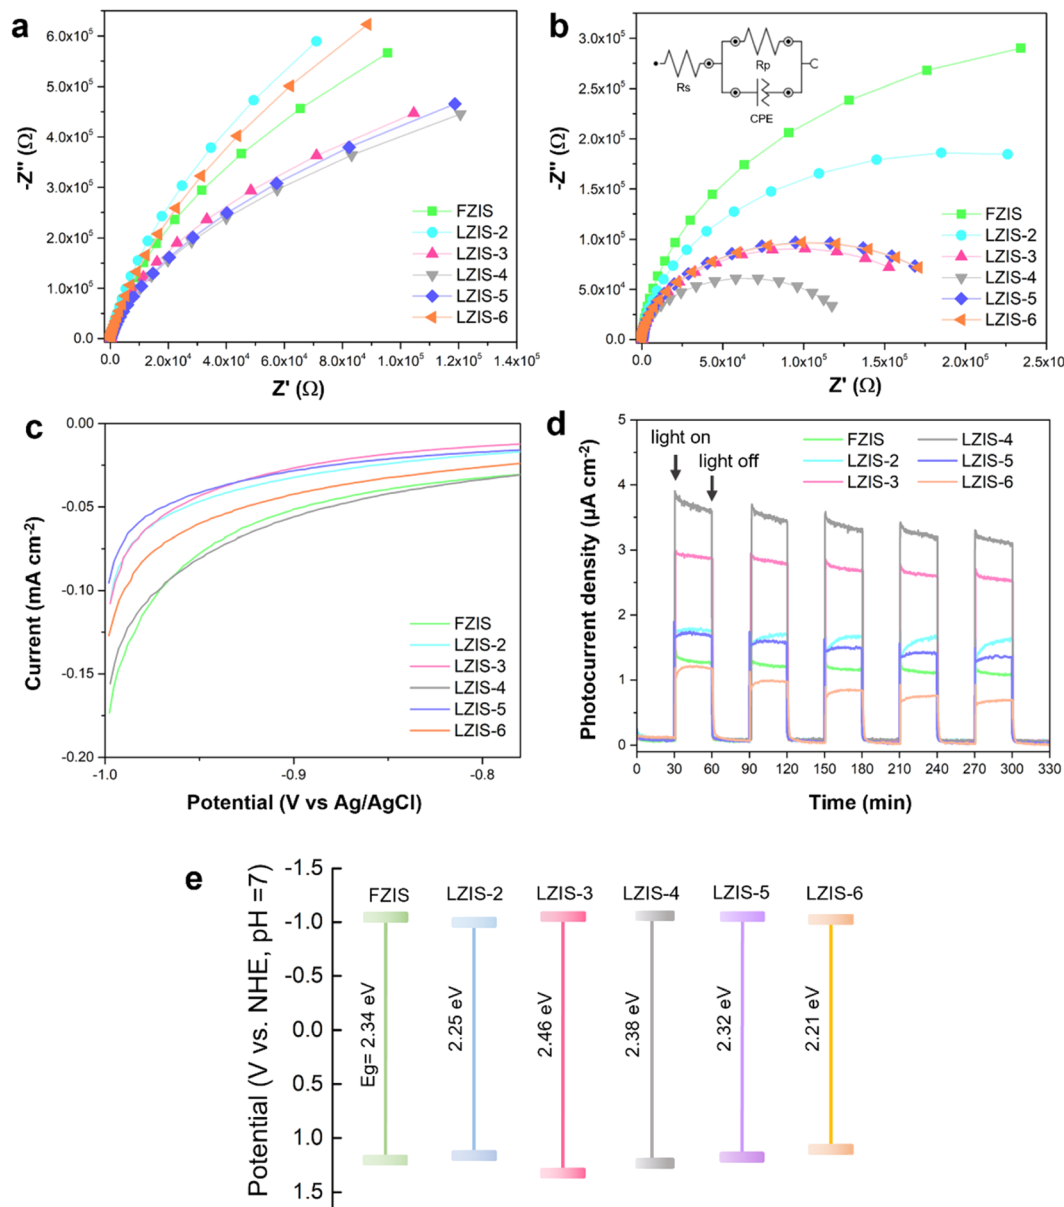 a
6.0x10⁵
5.0x10⁵
4.0x10⁵
3.0x10⁵
2.0x10⁵
1.0x10⁵
0.0
-Z'' (Ω)
FZIS
LZIS-2
LZIS-3
LZIS-4
LZIS-5
LZIS-6
0.0 2.0x10⁴ 4.0x10⁴ 6.0x10⁴ 8.0x10⁴ 1.0x10⁵ 1.2x10⁵ 1.4x10⁵
Z' (Ω)
b
3.0x10⁵
2.5x10⁵
2.0x10⁵
1.5x10⁵
1.0x10⁵
5.0x10⁴
0.0
-Z'' (Ω)
Rs
Rp
CPE
FZIS
LZIS-2
LZIS-3
LZIS-4
LZIS-5
LZIS-6
0.0 5.0x10⁴ 1.0x10⁵ 1.5x10⁵ 2.0x10⁵ 2.5x10
Z' (Ω)
c
0.00
-0.05
-0.10
-0.15
-0.20
Current (mA cm⁻²)
FZIS
LZIS-2
LZIS-3
LZIS-4
LZIS-5
LZIS-6
-1.0 -0.9 -0.8
Potential (V vs Ag/AgCl)
d
5
4
3
2
1
0
Photocurrent density (µA cm⁻²)
light on
light off
FZIS LZIS-4
LZIS-2 LZIS-5
LZIS-3 LZIS-6
0 30 60 90 120 150 180 210 240 270 300 330
Time (min)
e
-1.5
-1.0
-0.5
0.0
0.5
1.0
1.5
Potential (V vs. NHE, pH =7)
FZIS LZIS-2 LZIS-3 LZIS-4 LZIS-5 LZIS-6
Eg= 2.34 eV
2.25 eV
2.46 eV
2.38 eV
2.32 eV
2.21 eV